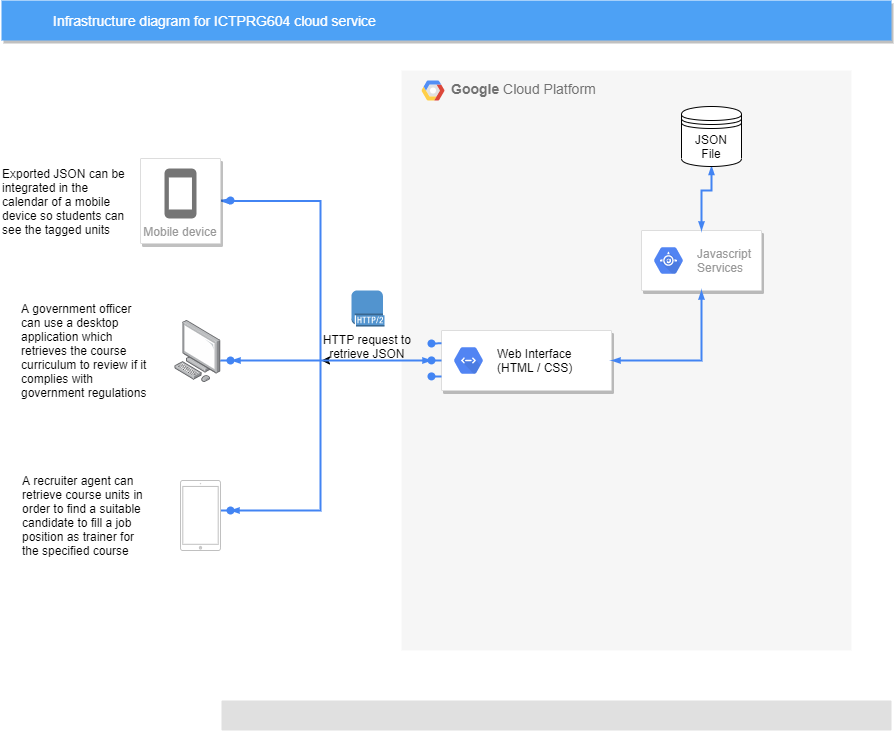 Infrastructure diagram for ICTPRG604 cloud service
Google Cloud Platform
JSON
File
Exported JSON can be
integrated in the
calendar of a mobile
device so students can
see the tagged units
Mobile device
Javascript
Services
A government officer
can use a desktop
application which
retrieves the course
curriculum to review if it
complies with
government regulations
HTTP/2
HTTP request to
retrieve JSON
Web Interface
(HTML / CSS)
A recruiter agent can
retrieve course units in
order to find a suitable
candidate to fill a job
position as trainer for
the specified course